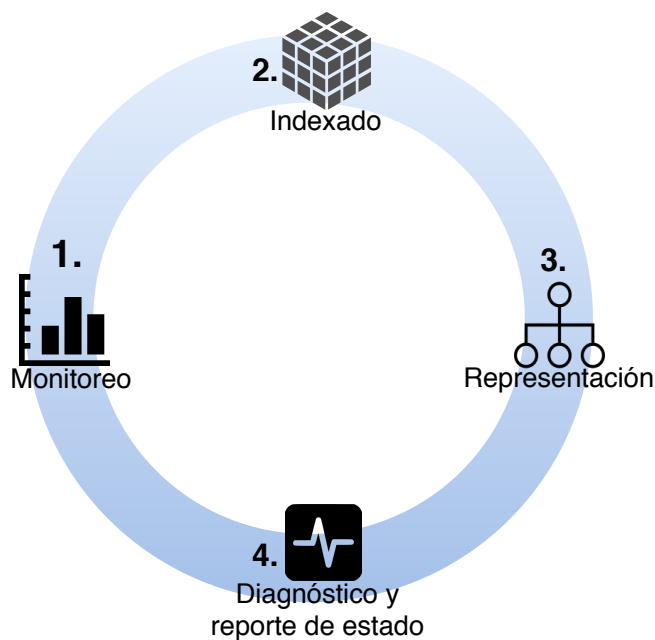 1.
Monitoreo
2.
Indexado
3.
Representación
4.
Diagnóstico y
reporte de estado